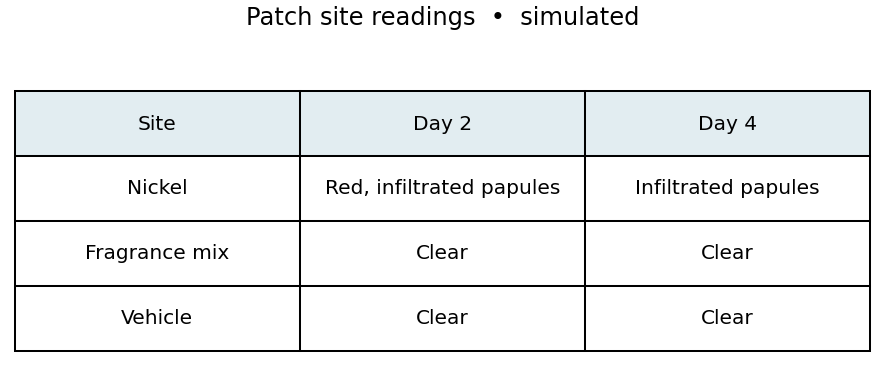 Patch site readings • simulated
Site Day 2 Day 4
Nickel Red, infiltrated papules Infiltrated papules
Fragrance mix Clear Clear
Vehicle Clear Clear